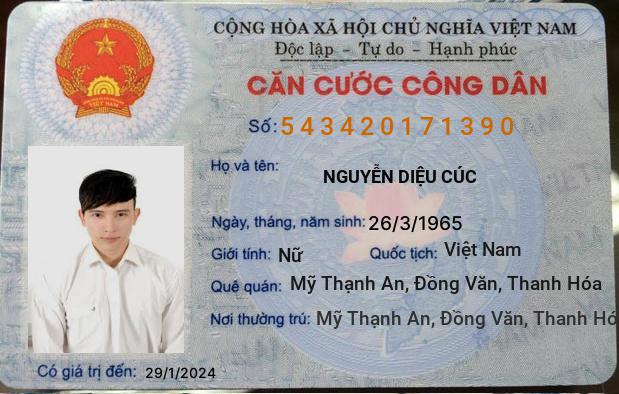 CỘNG HÒA XÃ HỘI CHỦ NGHĨA VIỆT NAM
Độc lập - Tự do - Hạnh phúc
CĂN CƯỚC CÔNG DÂN
Số: 543420171390
Họ và tên: NGUYỄN DIỆU CÚC
Ngày, tháng, năm sinh: 26/3/1965
Giới tính: Nữ Quốc tịch: Việt Nam
Quê quán: Mỹ Thạnh An, Đồng Văn, Thanh Hóa
Nơi thường trú: Mỹ Thạnh An, Đồng Văn, Thanh Hó
Có giá trị đến: 29/1/2024
VIỆT NAM